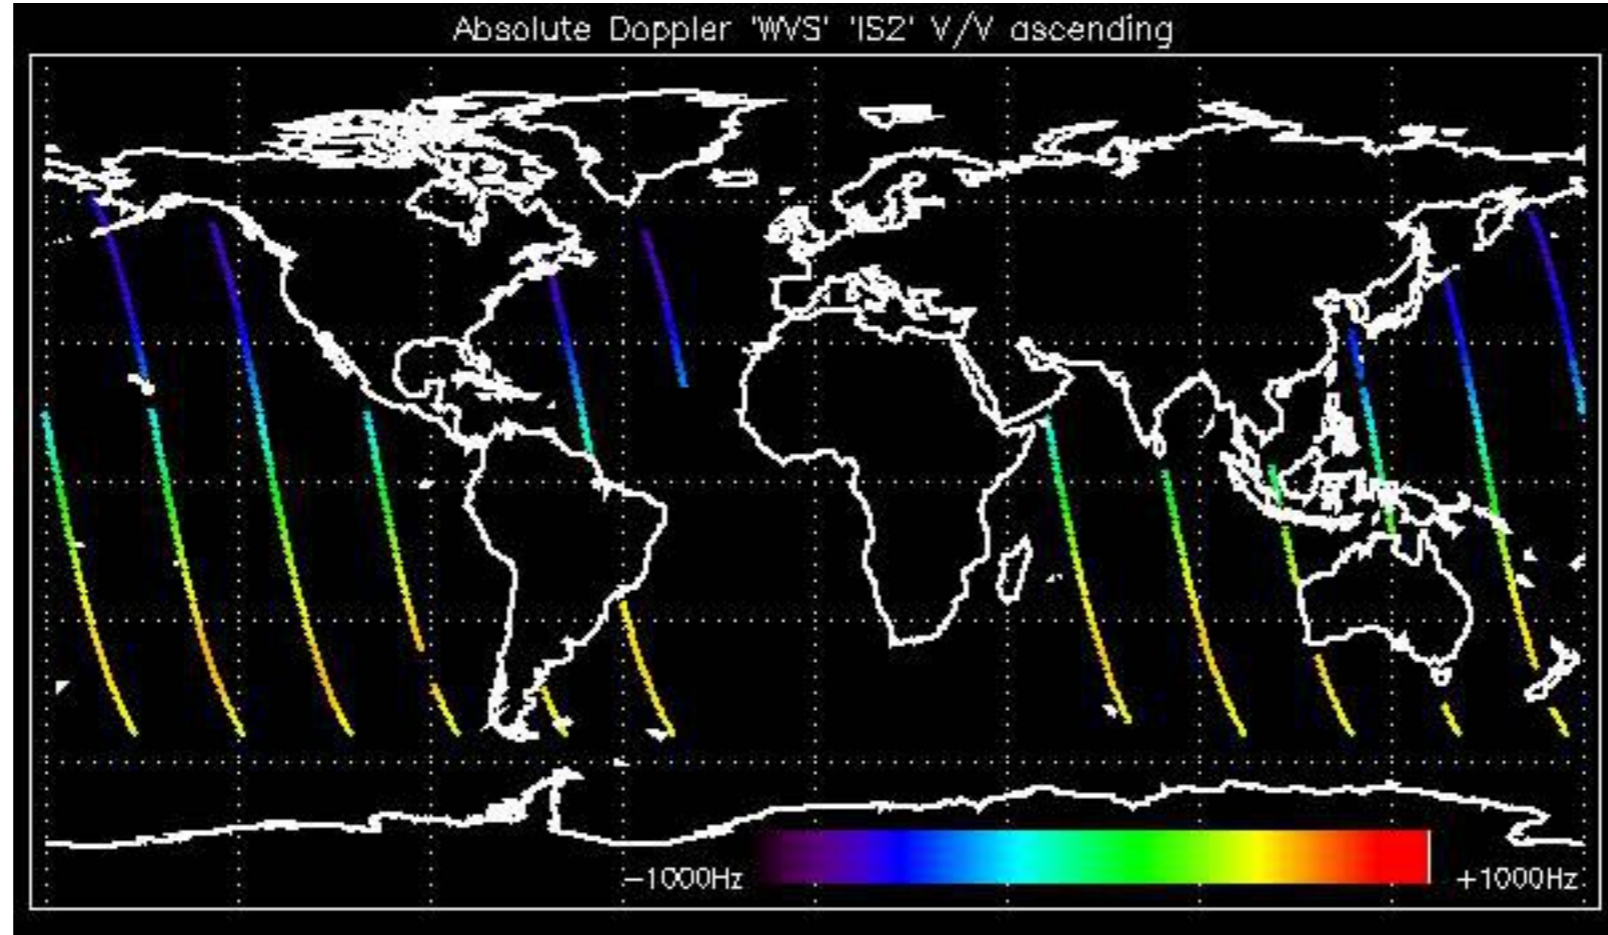 Absolute Doppler 'WVS' 'IS2' V/V ascending
-1000Hz
+1000Hz